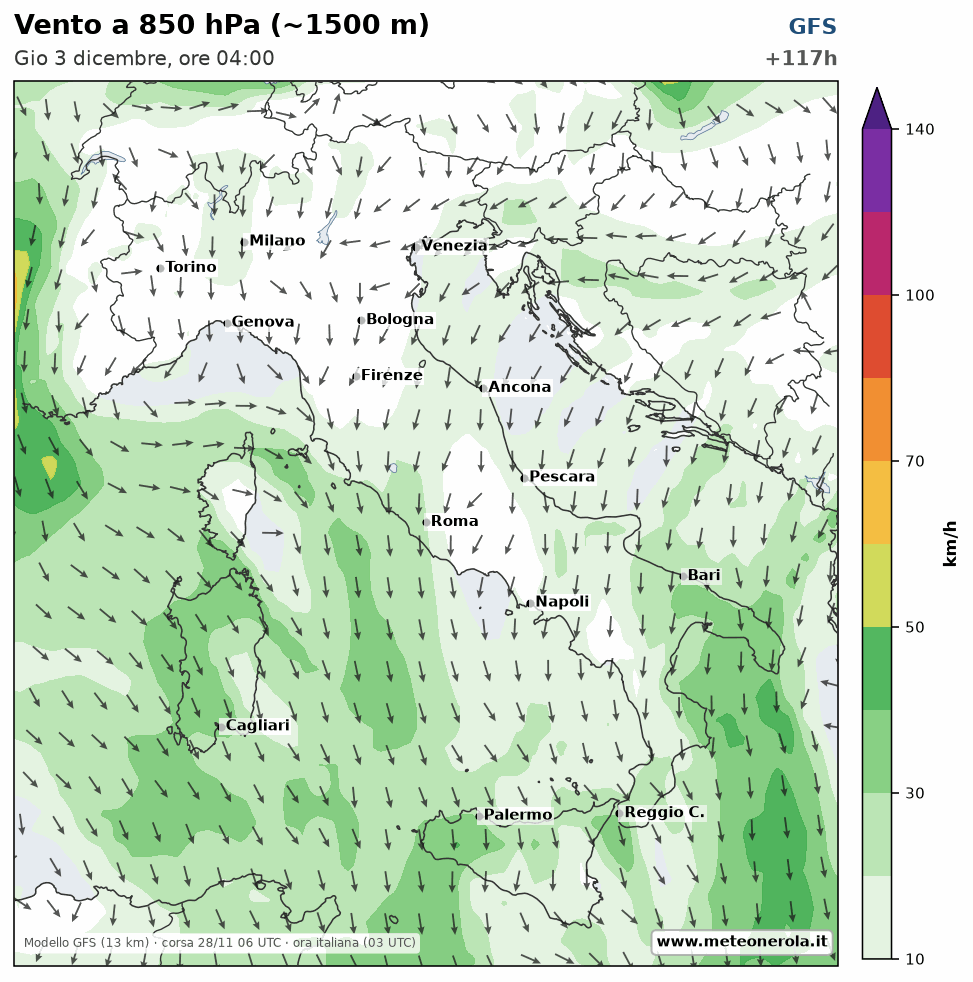 Vento a 850 hPa (~1500 m)
GFS
Gio 3 dicembre, ore 04:00
+117h
140
Milano
Venezia
Torino
100
Genova
Bologna
Firenze
Ancona
70
Pescara
Roma
km/h
Bari
Napoli
50
Cagliari
30
Palermo
Reggio C.
Modello GFS (13 km) · corsa 28/11 06 UTC · ora italiana (03 UTC)
www.meteonerola.it
10